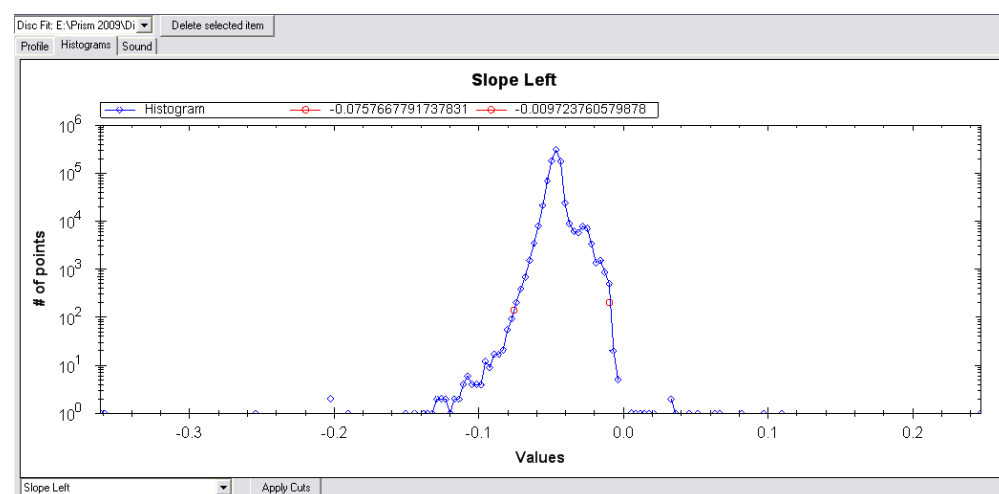 Disc Fit: E:\Prism 2009\Di Delete selected item
Profile Histograms Sound
Slope Left
Histogram -0.0757667791737831 -0.009723760579878
10^6
10^5
10^4
10^3
10^2
10^1
10^0
# of points
-0.3 -0.2 -0.1 0.0 0.1 0.2
Values
Slope Left Apply Cuts